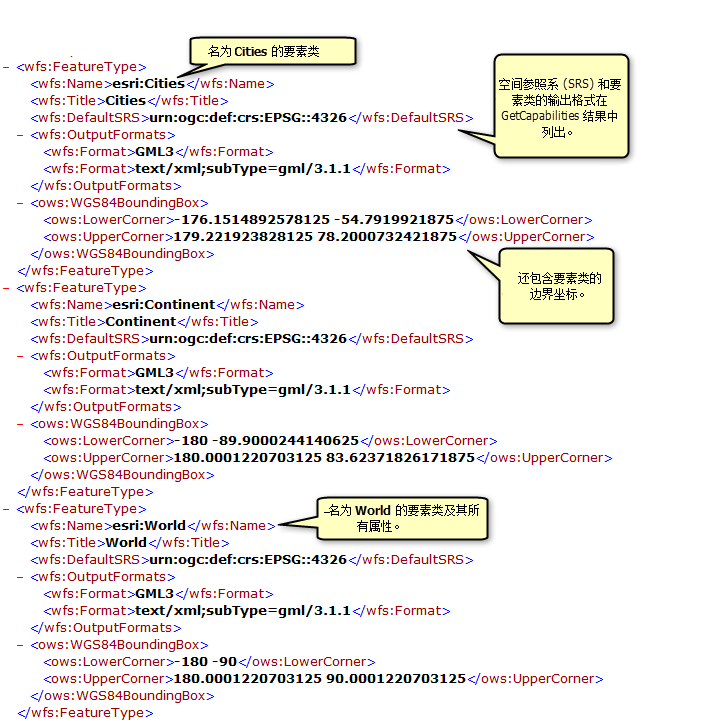 名为 Cities 的要素类
– <wfs:FeatureType>
<wfs:Name>esri:Cities</wfs:Name>
<wfs:Title>Cities</wfs:Title>
<wfs:DefaultSRS>urn:ogc:def:crs:EPSG::4326</wfs:DefaultSRS>
– <wfs:OutputFormats>
<wfs:Format>GML3</wfs:Format>
<wfs:Format>text/xml;subType=gml/3.1.1</wfs:Format>
</wfs:OutputFormats>
空间参照系 (SRS) 和要
素类的输出格式在
GetCapabilities 结果中
列出。
– <ows:WGS84BoundingBox>
<ows:LowerCorner>-176.1514892578125 -54.7919921875</ows:LowerCorner>
<ows:UpperCorner>179.221923828125 78.2000732421875</ows:UpperCorner>
</ows:WGS84BoundingBox>
</wfs:FeatureType>
还包含要素类的
边界坐标。
– <wfs:FeatureType>
<wfs:Name>esri:Continent</wfs:Name>
<wfs:Title>Continent</wfs:Title>
<wfs:DefaultSRS>urn:ogc:def:crs:EPSG::4326</wfs:DefaultSRS>
– <wfs:OutputFormats>
<wfs:Format>GML3</wfs:Format>
<wfs:Format>text/xml;subType=gml/3.1.1</wfs:Format>
</wfs:OutputFormats>
– <ows:WGS84BoundingBox>
<ows:LowerCorner>-180 -89.9000244140625</ows:LowerCorner>
<ows:UpperCorner>180.0001220703125 83.62371826171875</ows:UpperCorner>
</ows:WGS84BoundingBox>
</wfs:FeatureType>
– <wfs:FeatureType>
<wfs:Name>esri:World</wfs:Name>
<wfs:Title>World</wfs:Title>
<wfs:DefaultSRS>urn:ogc:def:crs:EPSG::4326</wfs:DefaultSRS>
–名为 World 的要素类及其所
有属性。
– <wfs:OutputFormats>
<wfs:Format>GML3</wfs:Format>
<wfs:Format>text/xml;subType=gml/3.1.1</wfs:Format>
</wfs:OutputFormats>
– <ows:WGS84BoundingBox>
<ows:LowerCorner>-180 -90</ows:LowerCorner>
<ows:UpperCorner>180.0001220703125 90.0001220703125</ows:UpperCorner>
</ows:WGS84BoundingBox>
</wfs:FeatureType>